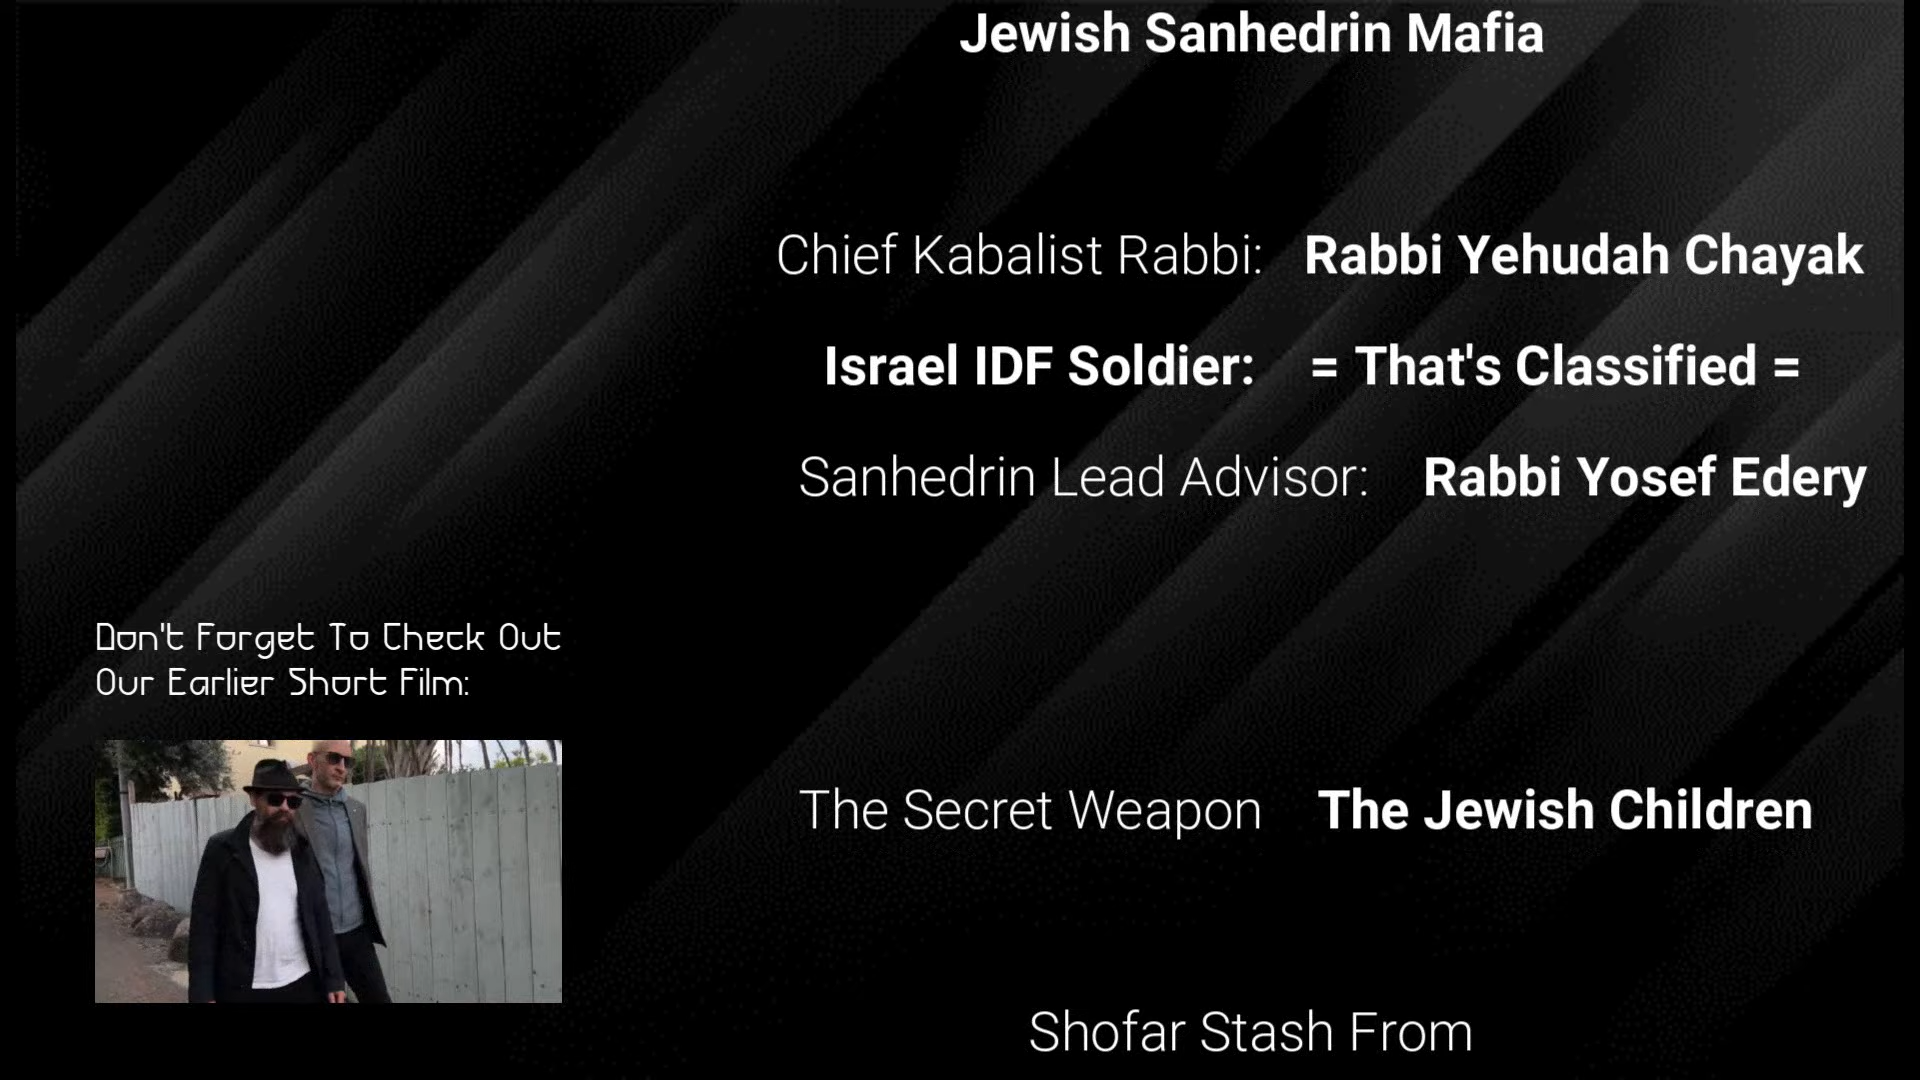 Jewish Sanhedrin Mafia
Chief Kabalist Rabbi: Rabbi Yehudah Chayak
Israel IDF Soldier: = That's Classified =
Sanhedrin Lead Advisor: Rabbi Yosef Edery
Don't Forget To Check Out
Our Earlier Short Film:
The Secret Weapon The Jewish Children
Shofar Stash From